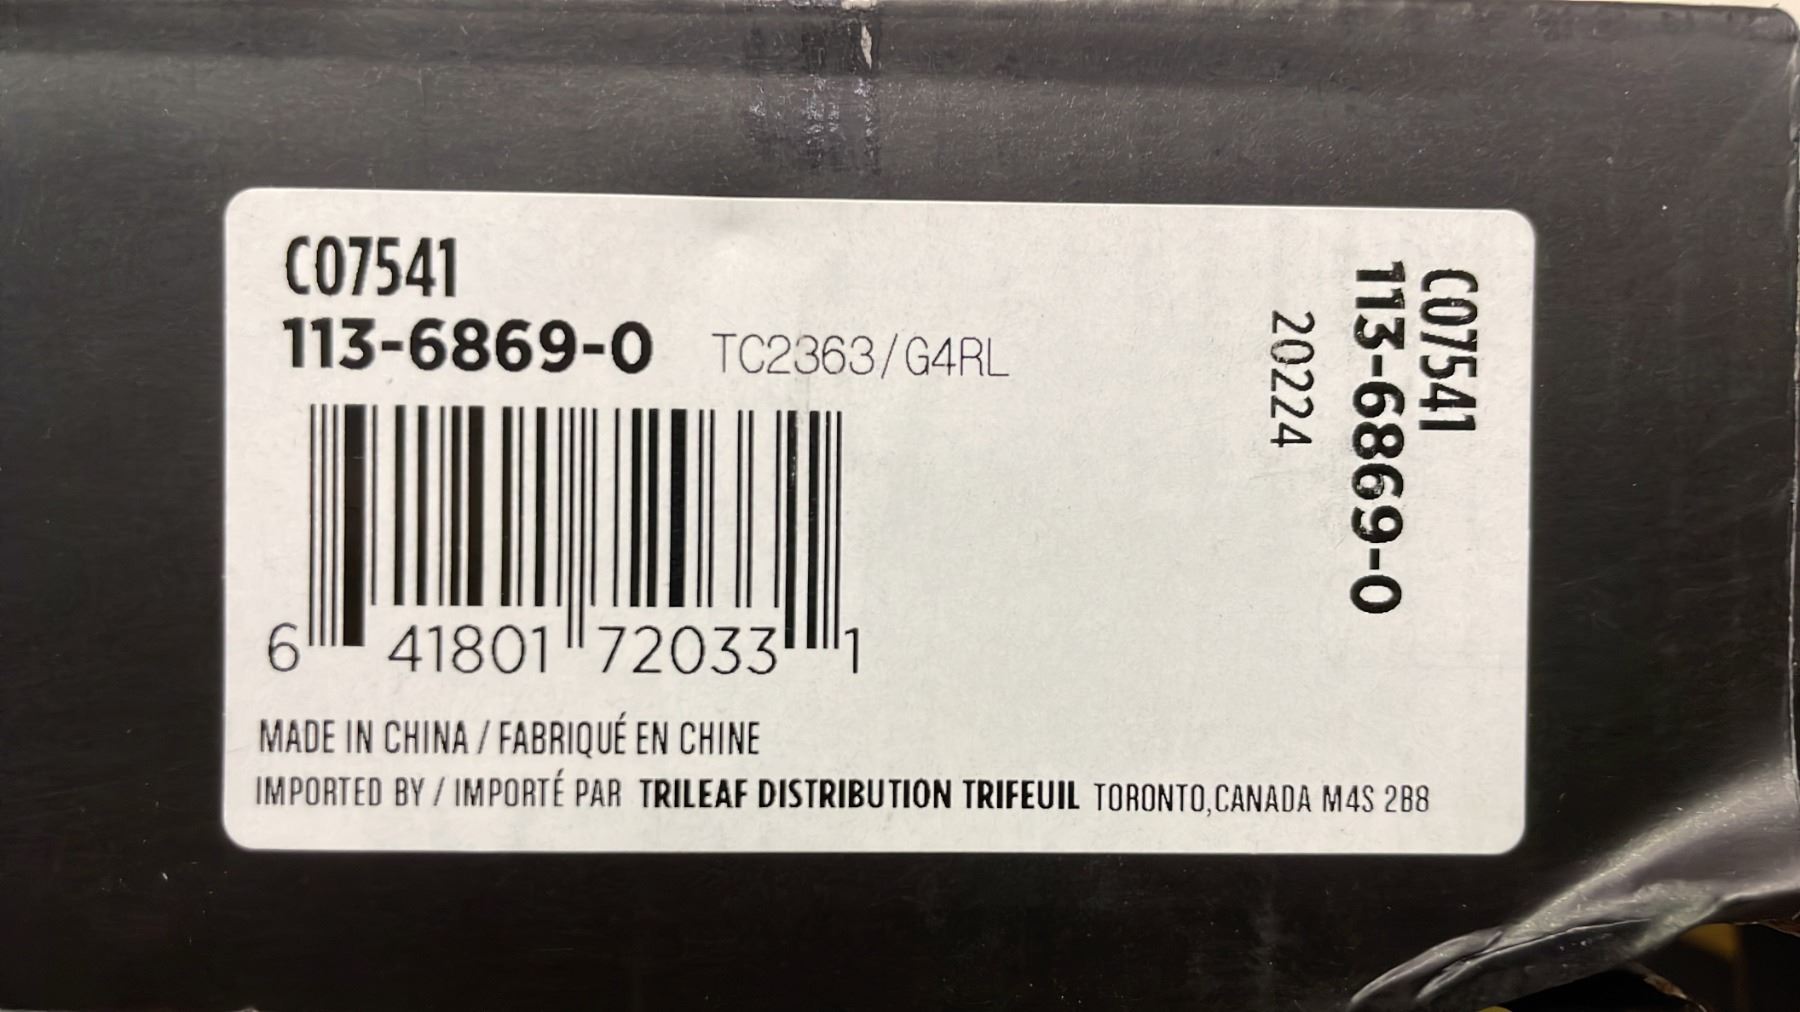 C07541
113-6869-0 TC2363/G4RL
6 41801 72033 1
MADE IN CHINA / FABRIQUÉ EN CHINE
IMPORTED BY / IMPORTÉ PAR TRILEAF DISTRIBUTION TRIFEUIL TORONTO,CANADA M4S 2B8
C07541
113-6869-0
20224